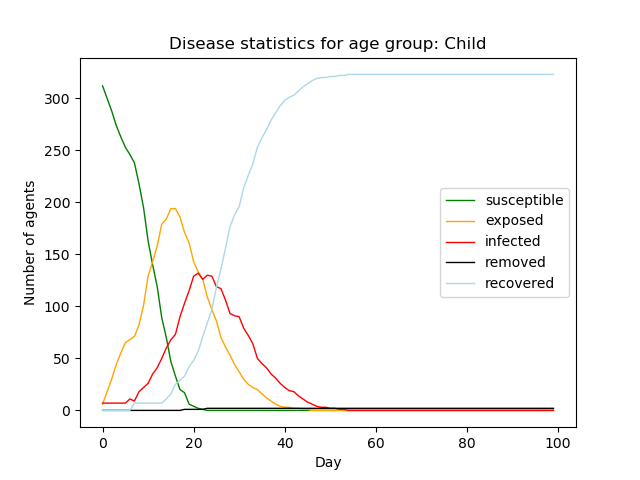 Disease statistics for age group: Child
Number of agents
300
250
200
150
100
50
0
susceptible
exposed
infected
removed
recovered
0 20 40 60 80 100
Day